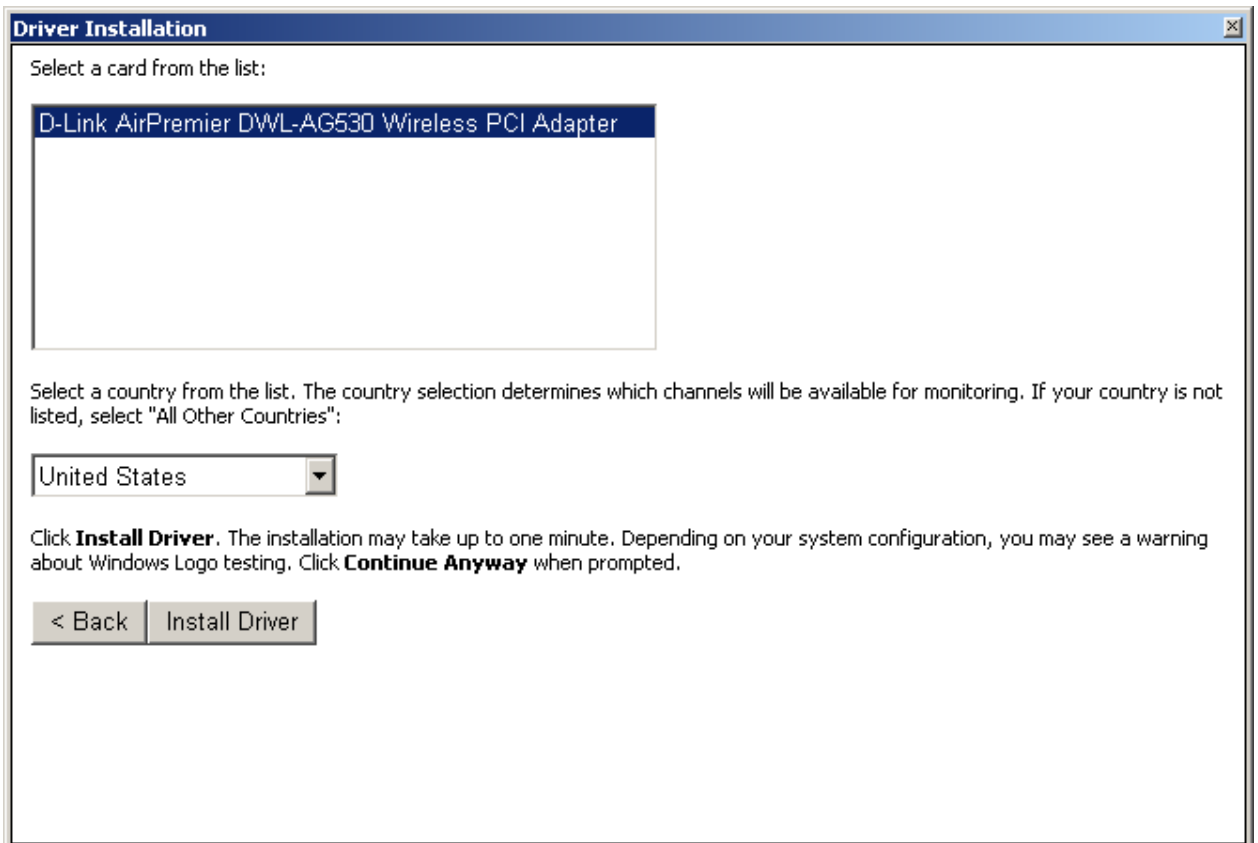 Driver Installation
Select a card from the list:
D-Link AirPremier DWL-AG530 Wireless PCI Adapter
Select a country from the list. The country selection determines which channels will be available for monitoring. If your country is not
listed, select "All Other Countries":
United States
Click Install Driver. The installation may take up to one minute. Depending on your system configuration, you may see a warning
about Windows Logo testing. Click Continue Anyway when prompted.
< Back Install Driver